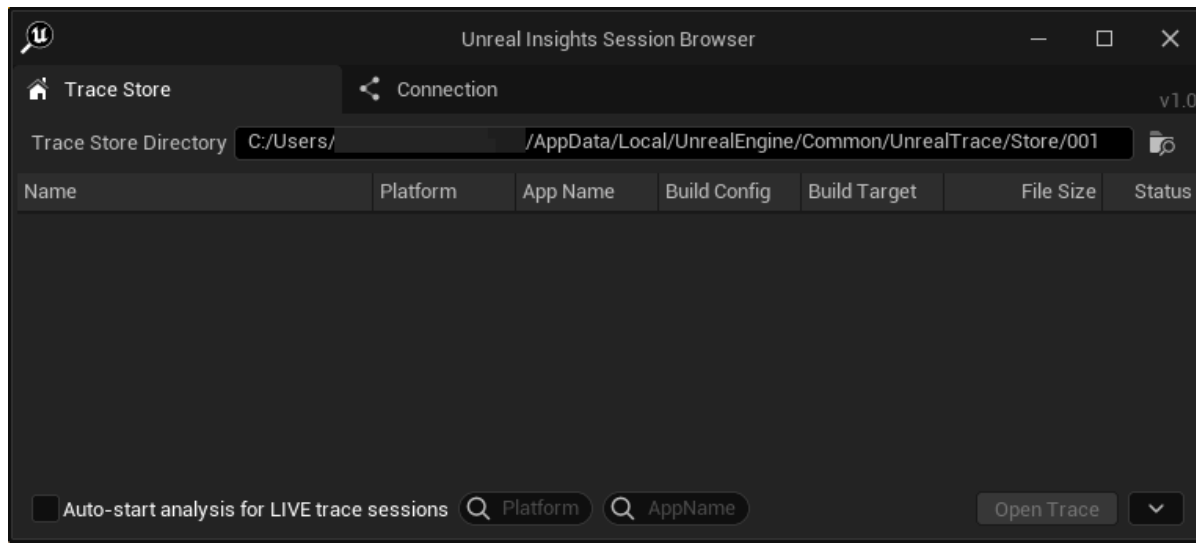 Unreal Insights Session Browser
Trace Store Connection v1.0
Trace Store Directory C:/Users/ /AppData/Local/UnrealEngine/Common/UnrealTrace/Store/001
Name Platform App Name Build Config Build Target File Size Status
Auto-start analysis for LIVE trace sessions Platform AppName Open Trace